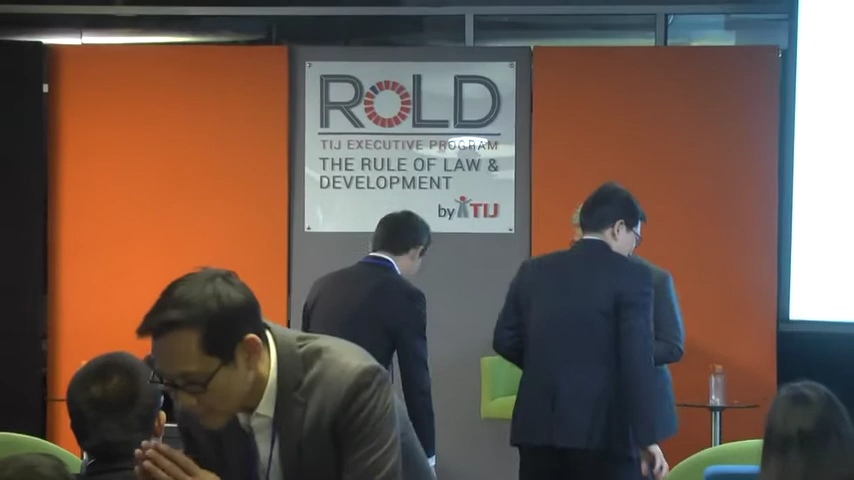 ROLD
TIJ EXECUTIVE PROGRAM
THE RULE OF LAW &
DEVELOPMENT
by TIJ